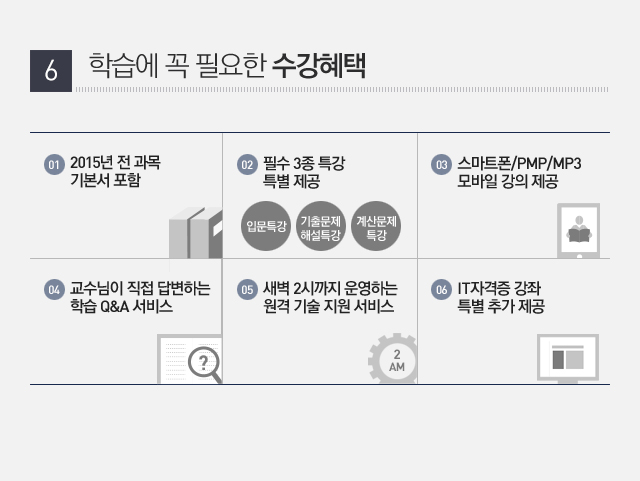 6 학습에 꼭 필요한 수강혜택
01 2015년 전 과목
기본서 포함
02 필수 3종 특강
특별 제공
입문특강
기출문제
해설특강
계산문제
특강
03 스마트폰/PMP/MP3
모바일 강의 제공
04 교수님이 직접 답변하는
학습 Q&A 서비스
?
05 새벽 2시까지 운영하는
원격 기술 지원 서비스
2
AM
06 IT자격증 강좌
특별 추가 제공